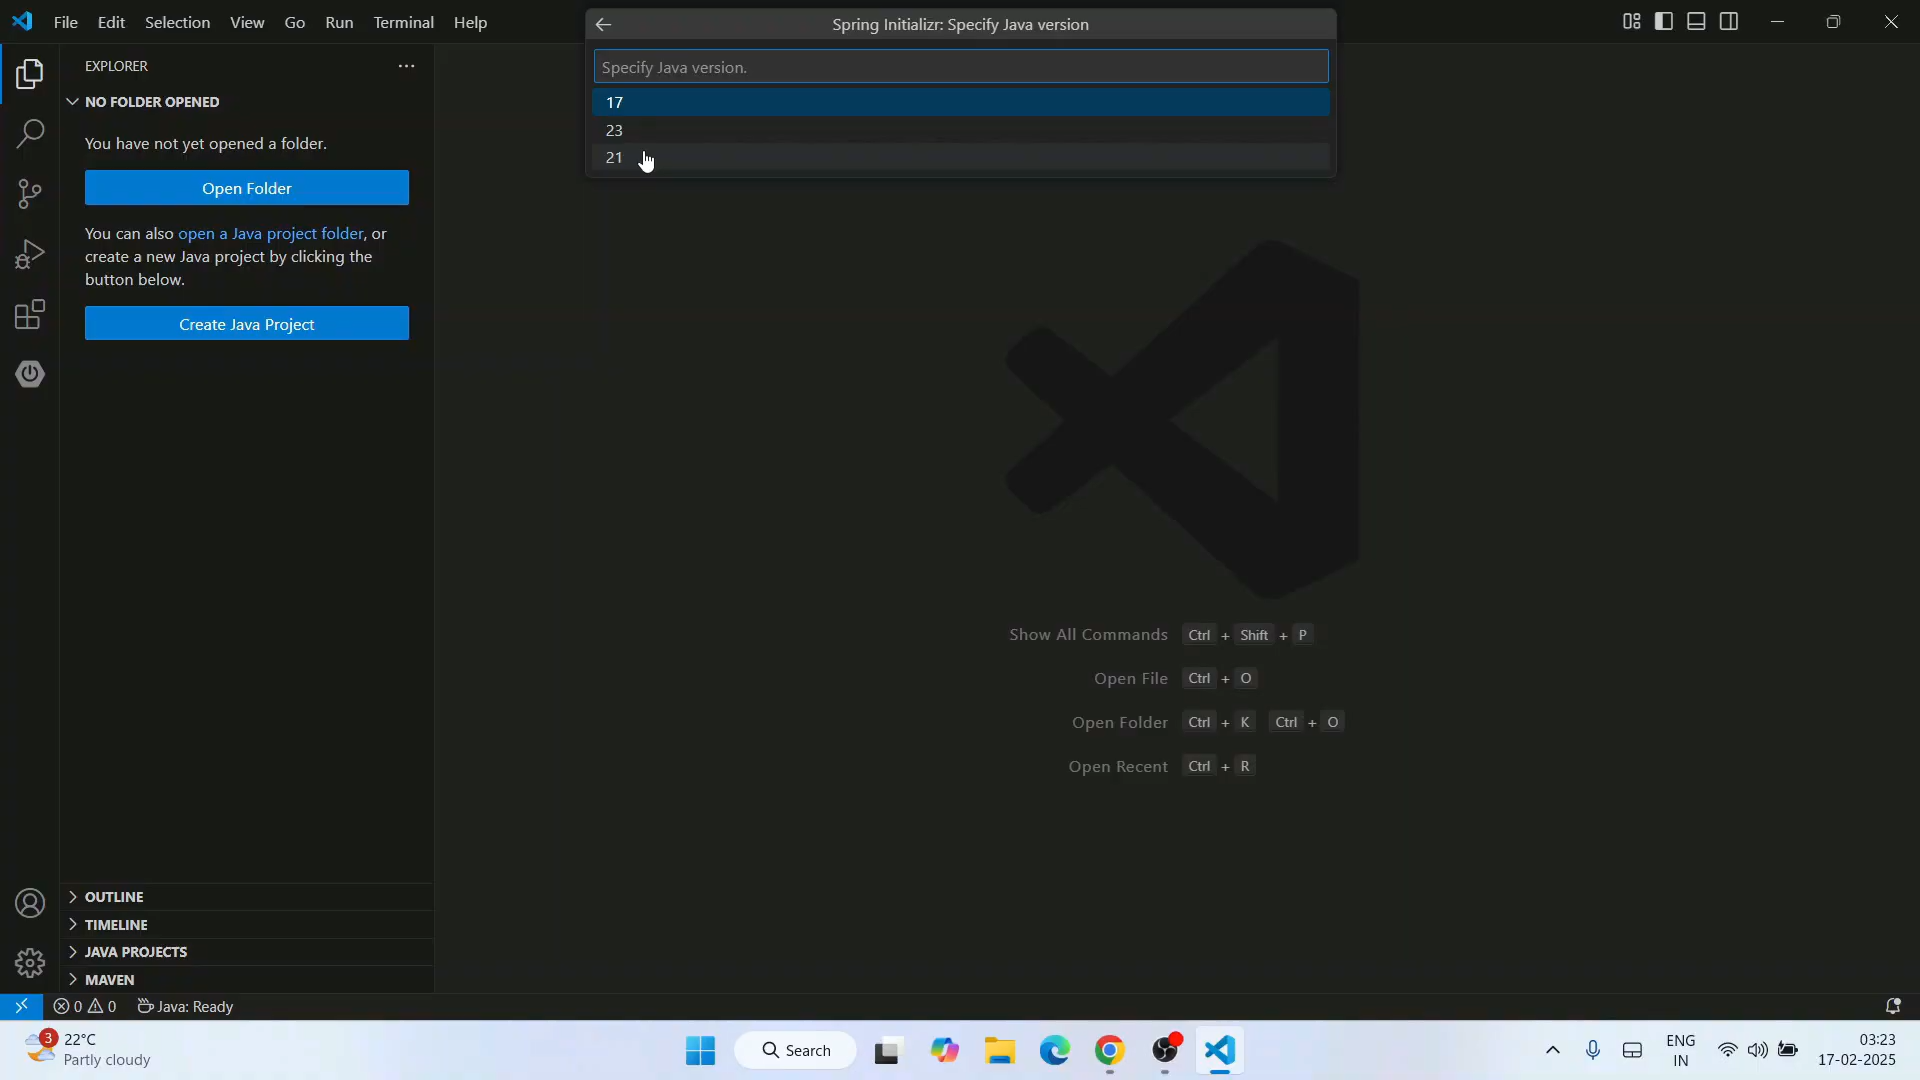 File Edit Selection View Go Run Terminal Help
Spring Initializr: Specify Java version
Specify Java version.
17
23
21
EXPLORER
NO FOLDER OPENED
You have not yet opened a folder.
Open Folder
You can also open a Java project folder, or
create a new Java project by clicking the
button below.
Create Java Project
Show All Commands Ctrl + Shift + P
Open File Ctrl + O
Open Folder Ctrl + K Ctrl + O
Open Recent Ctrl + R
OUTLINE
TIMELINE
JAVA PROJECTS
MAVEN
0 0 Java: Ready
3 22°C
Partly cloudy
Search
ENG
IN
03:23
17-02-2025